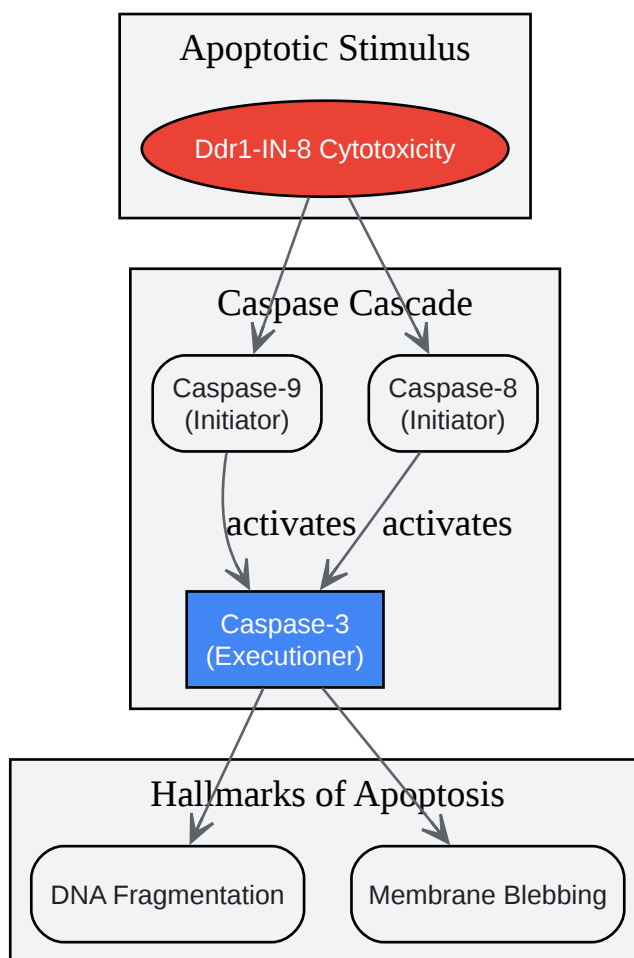 Apoptotic Stimulus
Ddr1-IN-8 Cytotoxicity
Caspase Cascade
Caspase-9
(Initiator)
Caspase-8
(Initiator)
activates
activates
Caspase-3
(Executioner)
Hallmarks of Apoptosis
DNA Fragmentation
Membrane Blebbing